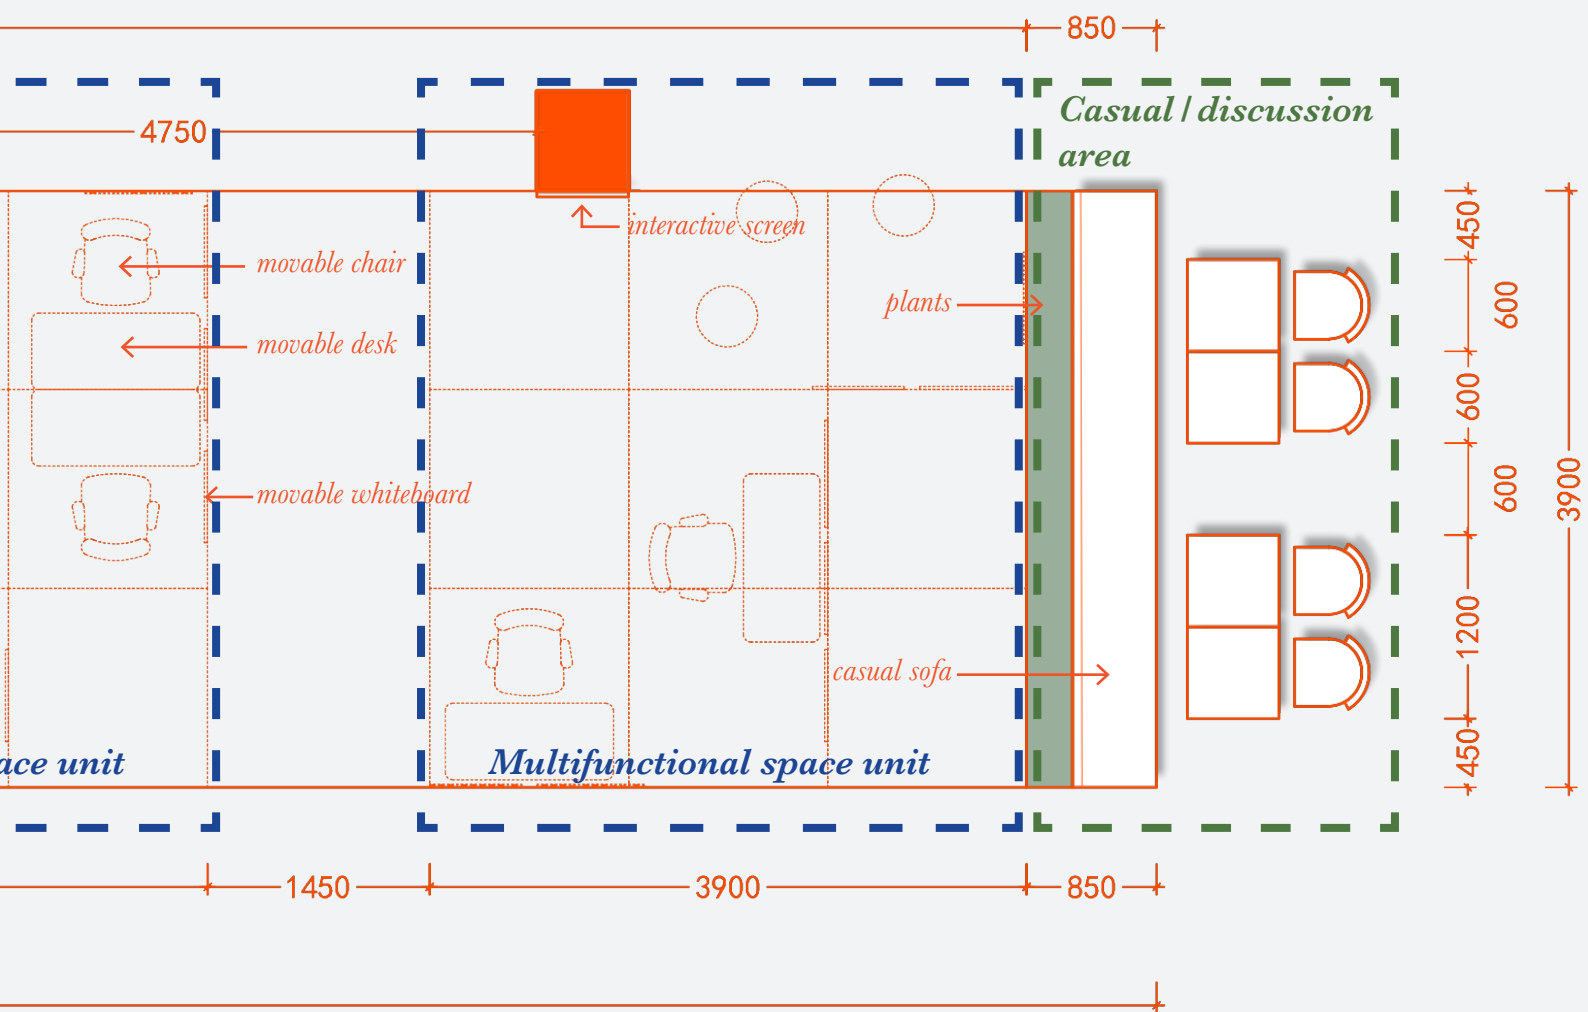 850
Casual / discussion
area
4750
450
interactive screen
movable chair
plants
600
movable desk
600
movable whiteboard
600
3900
1200
casual sofa
ace unit
Multifunctional space unit
450
1450
3900
850